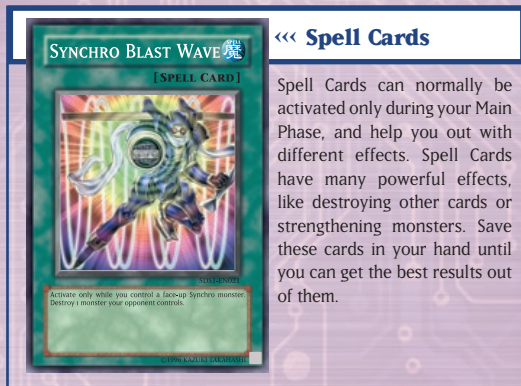 SYNCHRO BLAST WAVE
SPELL
魔
[SPELL CARD]
Activate only while you control a face-up Synchro monster.
Destroy 1 monster your opponent controls.
©1996 KAZUKI TAKAHASHI
‹‹‹ Spell Cards
Spell Cards can normally be
activated only during your Main
Phase, and help you out with
different effects. Spell Cards
have many powerful effects,
like destroying other cards or
strengthening monsters. Save
these cards in your hand until
you can get the best results out
of them.